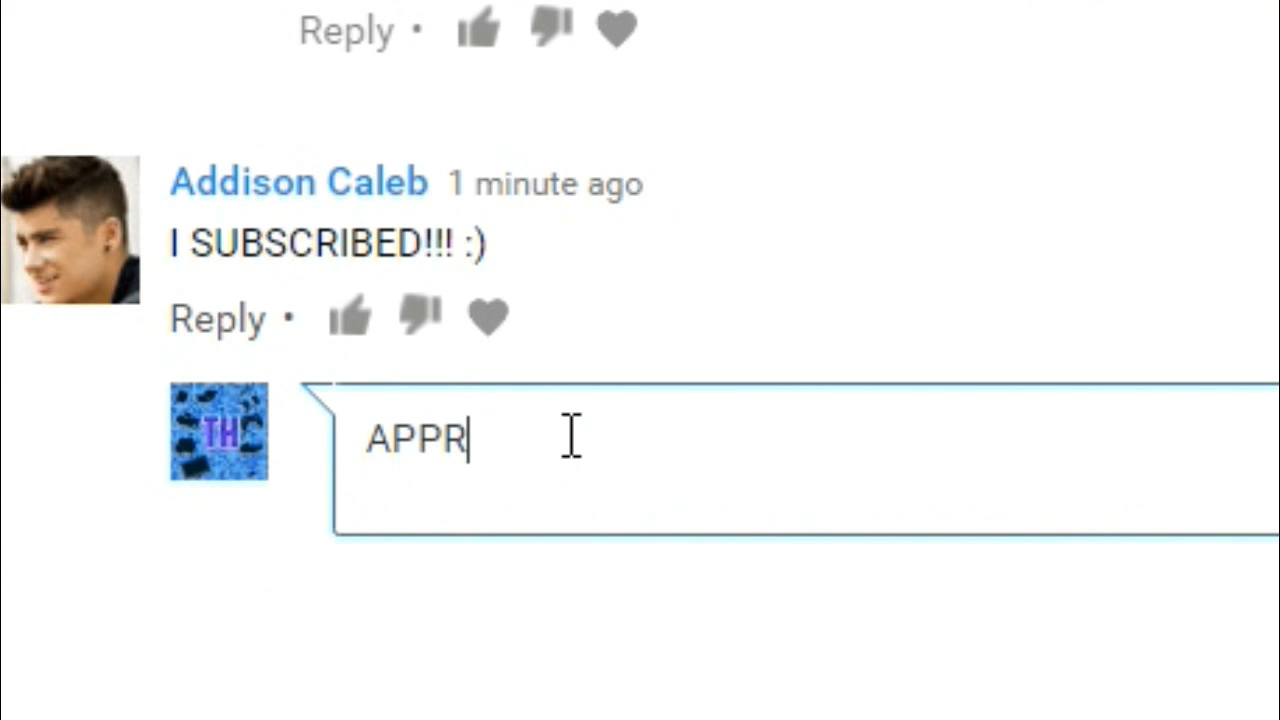 Reply •
Addison Caleb 1 minute ago
I SUBSCRIBED!!! :)
Reply •
TH
APPR